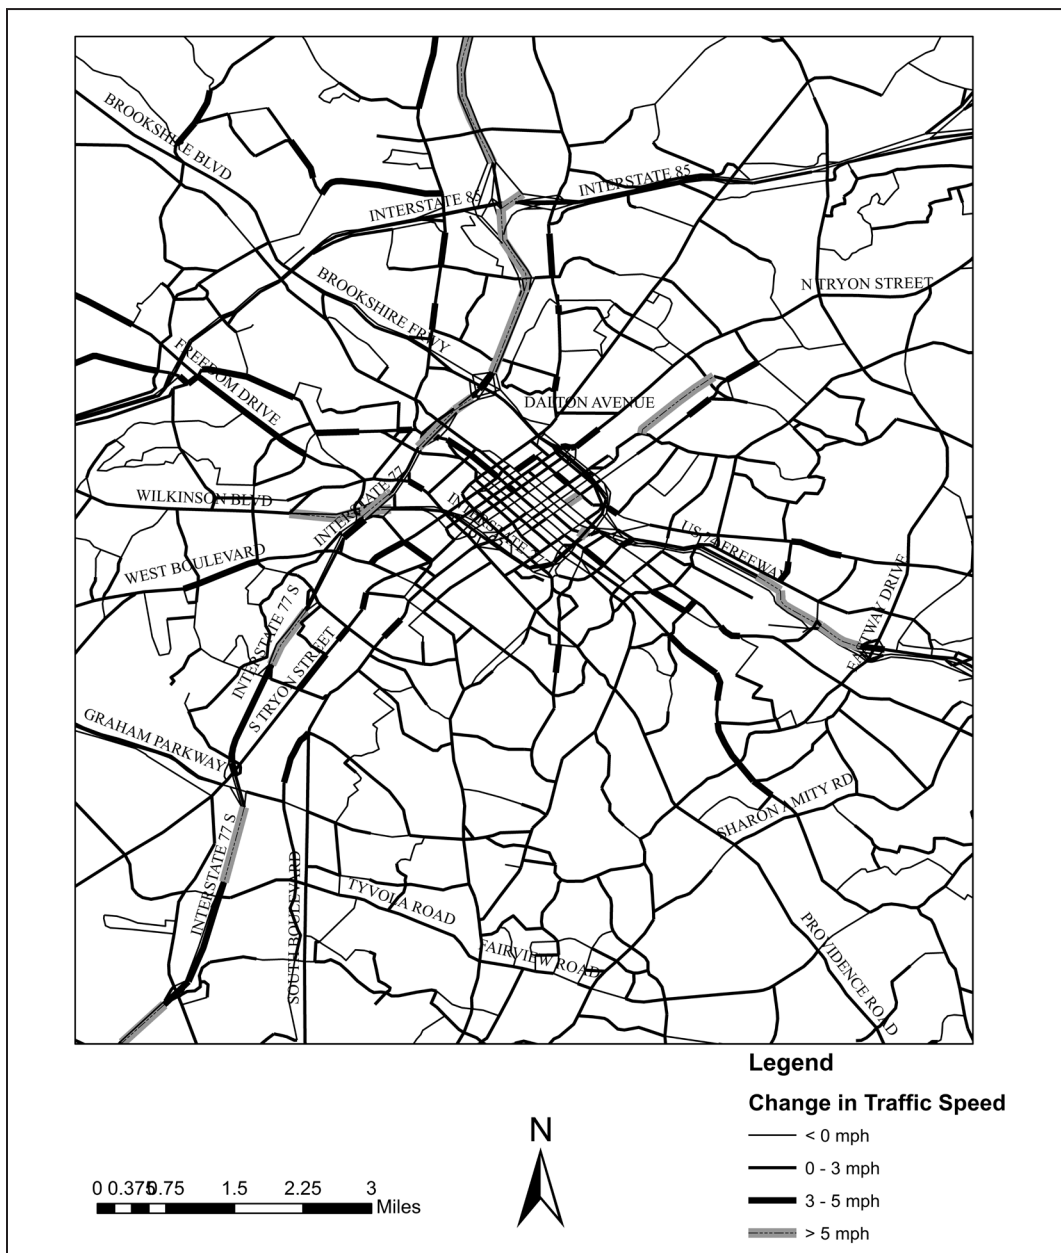 BROOKSHIRE BLVD
INTERSTATE 85
INTERSTATE 85
N TRYON STREET
BROOKSHIRE FRWY
FREEDOM DRIVE
DALTON AVENUE
WILKINSON BLVD
INTERSTATE 77
US 74 FREEWAY
WEST BOULEVARD
EASTWAY DRIVE
INTERSTATE 77 S
S TRYON STREET
GRAHAM PARKWAY
SHARON AMITY RD
INTERSTATE 77 S
SOUTH BOULEVARD
TYVOLA ROAD
FAIRVIEW ROAD
PROVIDENCE ROAD
Legend
Change in Traffic Speed
< 0 mph
0 - 3 mph
3 - 5 mph
> 5 mph
N
0 0.375 0.75 1.5 2.25 3
Miles